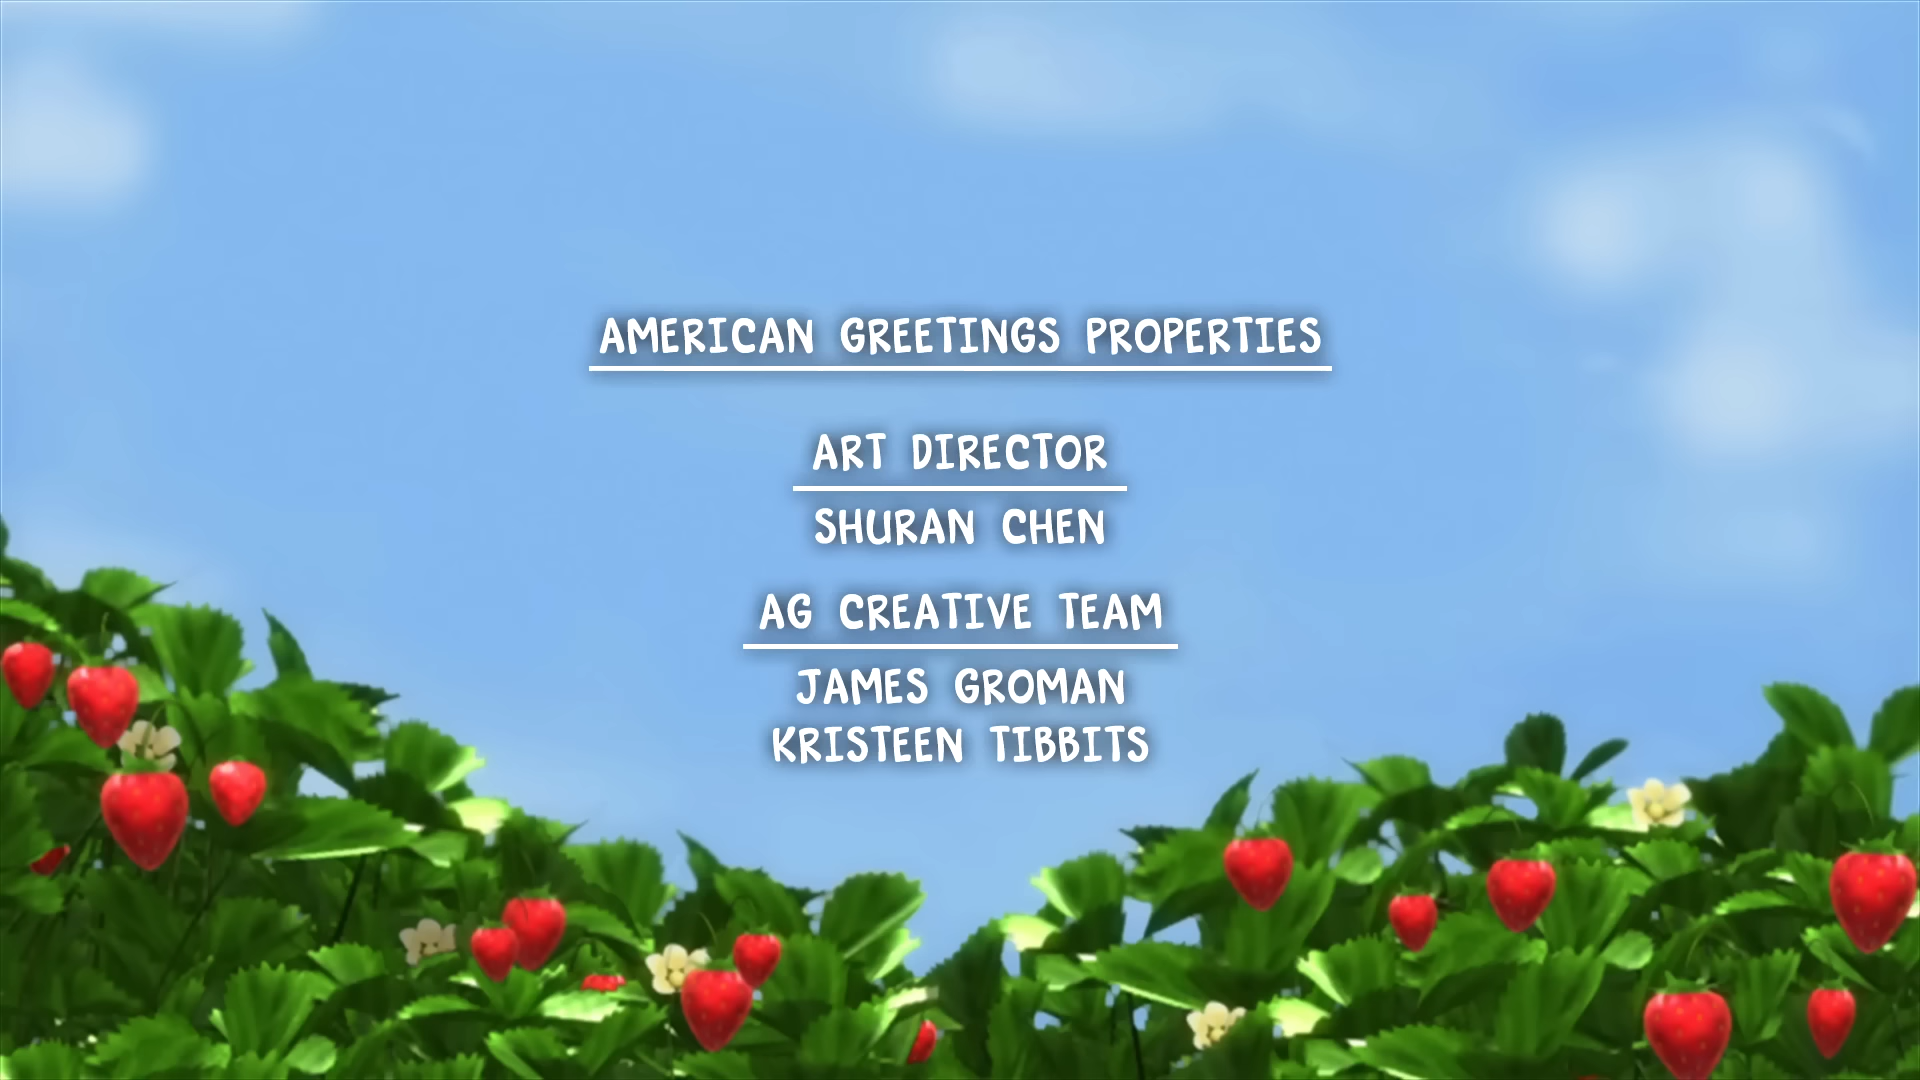 AMERICAN GREETINGS PROPERTIES
ART DIRECTOR
SHURAN CHEN
AG CREATIVE TEAM
JAMES GROMAN
KRISTEEN TIBBITS